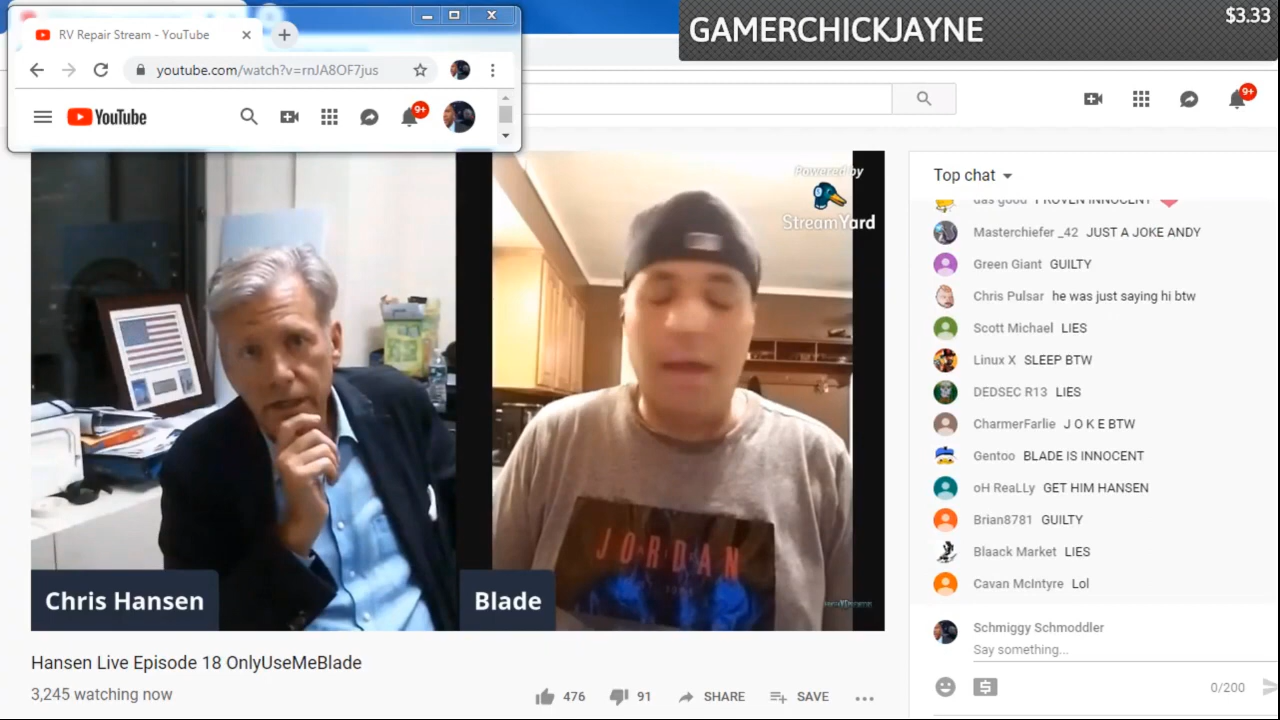 GAMERCHICKJAYNE
$3.33
RV Repair Stream - YouTube
youtube.com/watch?v=rnJA8OF7jus
YouTube
9+
9+
Powered by
StreamYard
JORDAN
Chris Hansen
Blade
Hansen Live Episode 18 OnlyUseMeBlade
3,245 watching now
476
91
SHARE
SAVE
Top chat
das good PROVEN INNOCENT
Masterchiefer _42 JUST A JOKE ANDY
Green Giant GUILTY
Chris Pulsar he was just saying hi btw
Scott Michael LIES
Linux X SLEEP BTW
DEDSEC R13 LIES
CharmerFarlie J O K E BTW
Gentoo BLADE IS INNOCENT
oH ReaLLy GET HIM HANSEN
Brian8781 GUILTY
Blaack Market LIES
Cavan McIntyre Lol
Schmiggy Schmoddler
Say something...
0/200